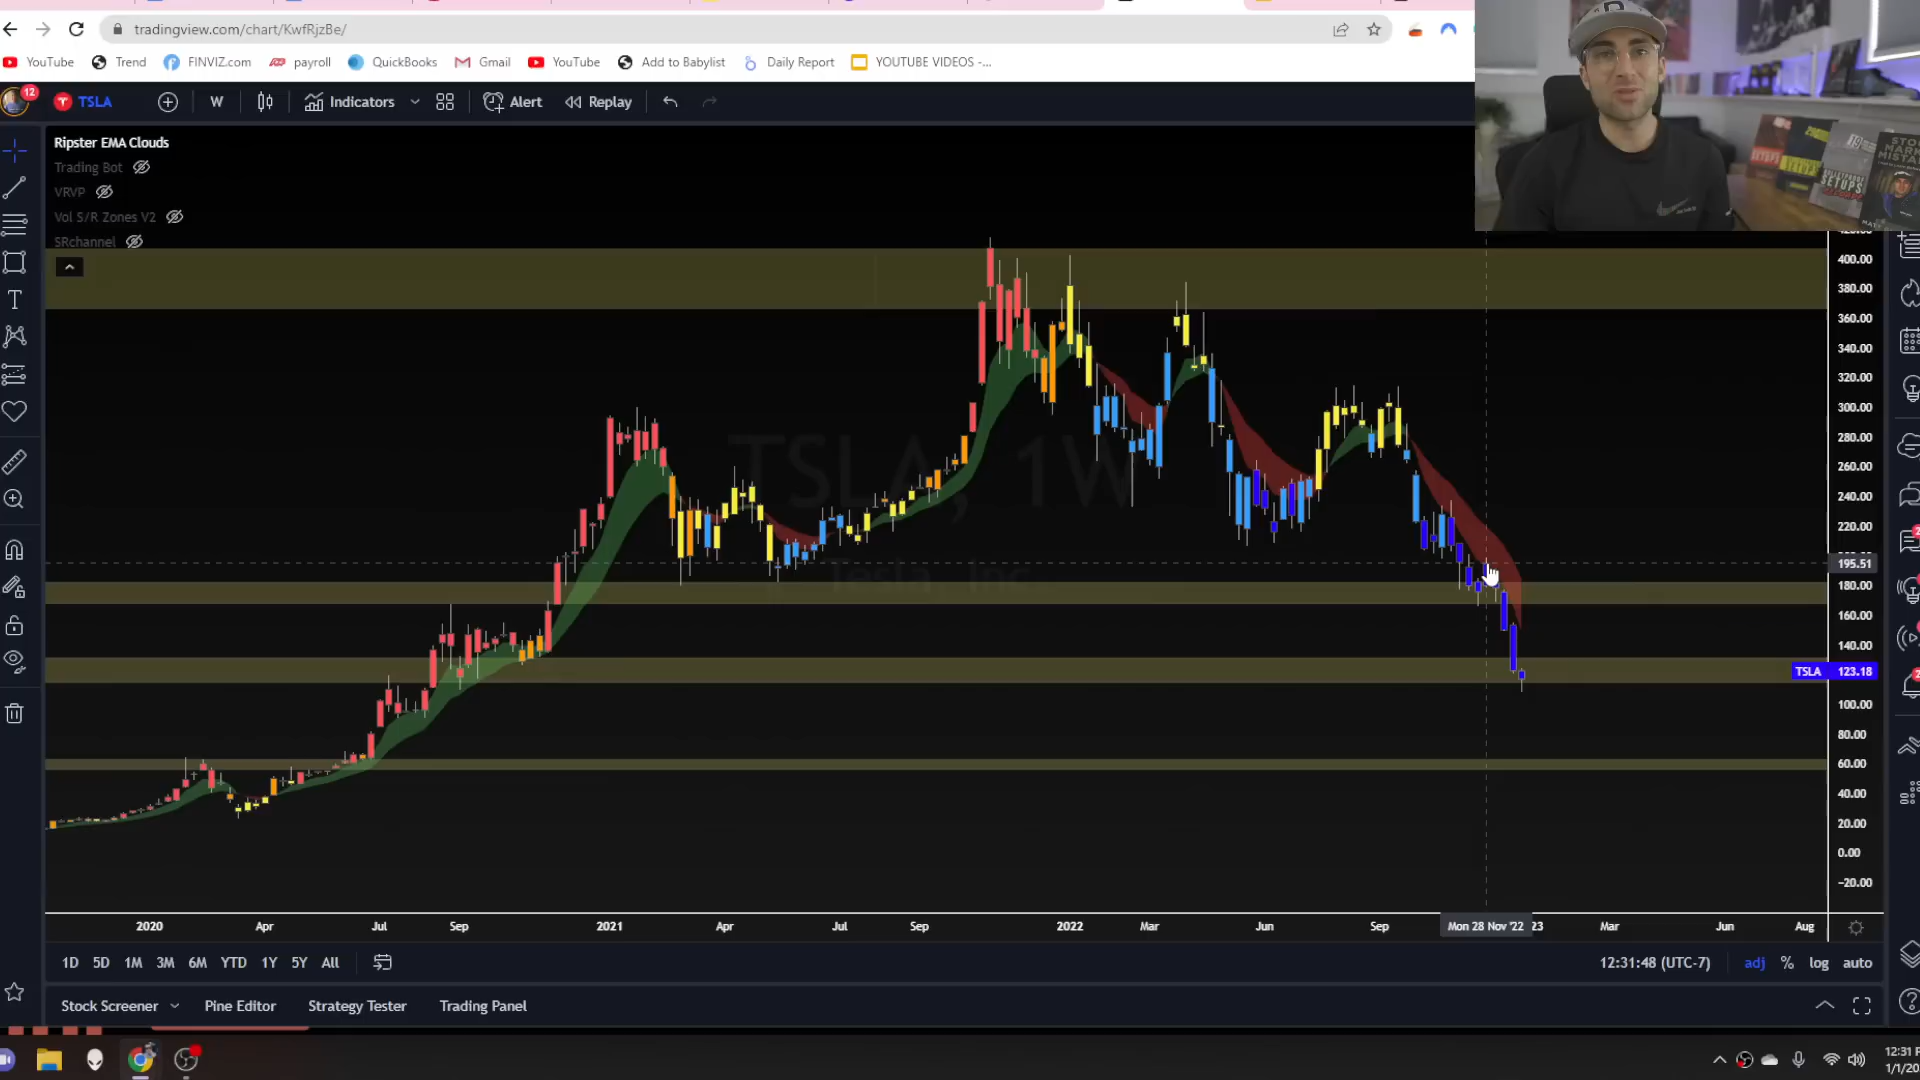 tradingview.com/chart/KwfRjzBe/
YouTube
Trend
FINVIZ.com
payroll
QuickBooks
Gmail
YouTube
Add to Babylist
Daily Report
YOUTUBE VIDEOS -...
12
TSLA
W
Indicators
Alert
Replay
Ripster EMA Clouds
Trading Bot
VRVP
Vol S/R Zones V2
SRchannel
TSLA, 1W
Tesla, Inc
400.00
380.00
360.00
340.00
320.00
300.00
280.00
260.00
240.00
220.00
195.51
180.00
160.00
140.00
TSLA 123.18
100.00
80.00
60.00
40.00
20.00
0.00
−20.00
2020
Apr
Jul
Sep
2021
Apr
Jul
Sep
2022
Mar
Jun
Sep
Mon 28 Nov '22
23
Mar
Jun
Aug
1D
5D
1M
3M
6M
YTD
1Y
5Y
All
12:31:48 (UTC-7)
adj
%
log
auto
Stock Screener
Pine Editor
Strategy Tester
Trading Panel